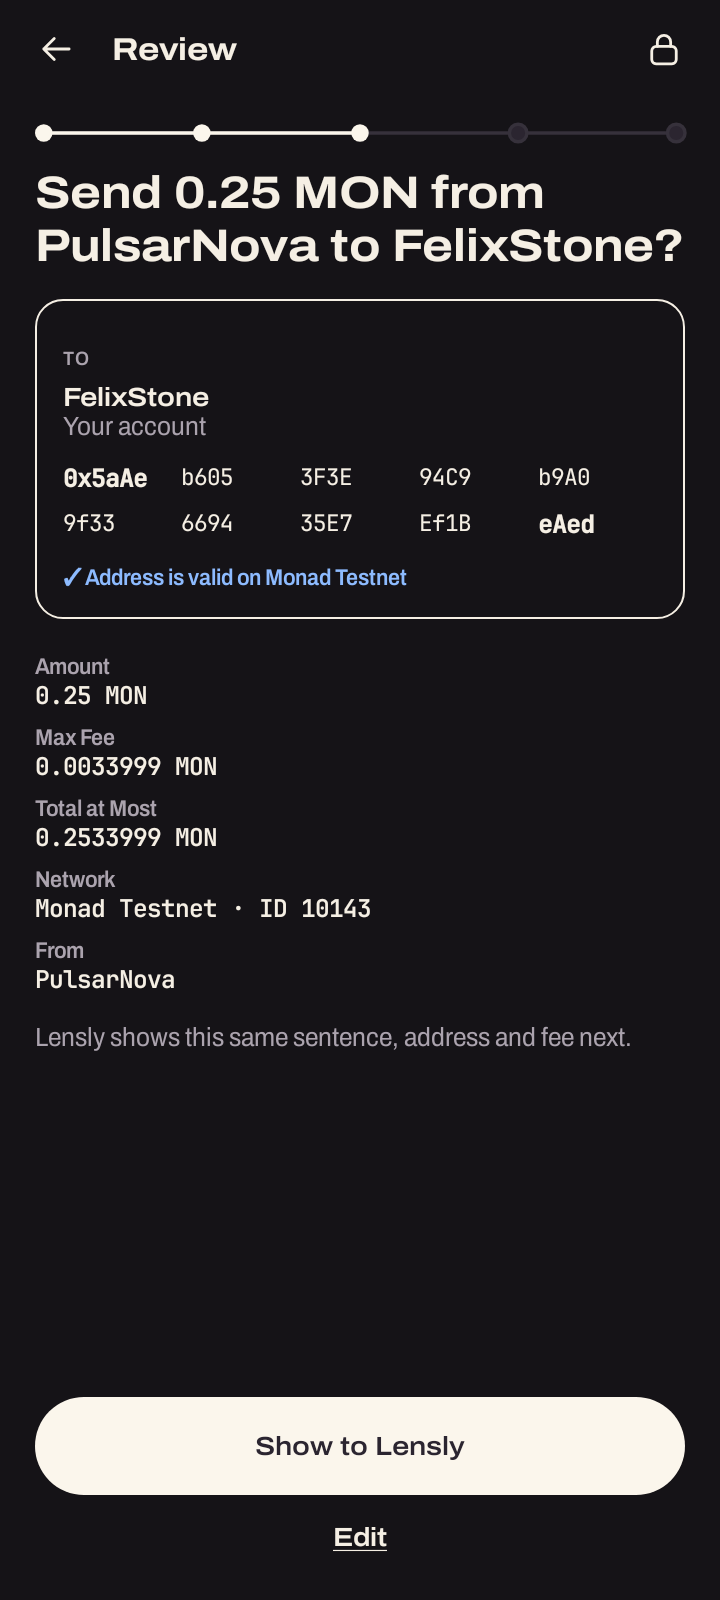 Review
Send 0.25 MON from
PulsarNova to FelixStone?
TO
FelixStone
Your account
0x5aAe b605 3F3E 94C9 b9A0
9f33 6694 35E7 Ef1B eAed
✓ Address is valid on Monad Testnet
Amount
0.25 MON
Max Fee
0.0033999 MON
Total at Most
0.2533999 MON
Network
Monad Testnet · ID 10143
From
PulsarNova
Lensly shows this same sentence, address and fee next.
Show to Lensly
Edit